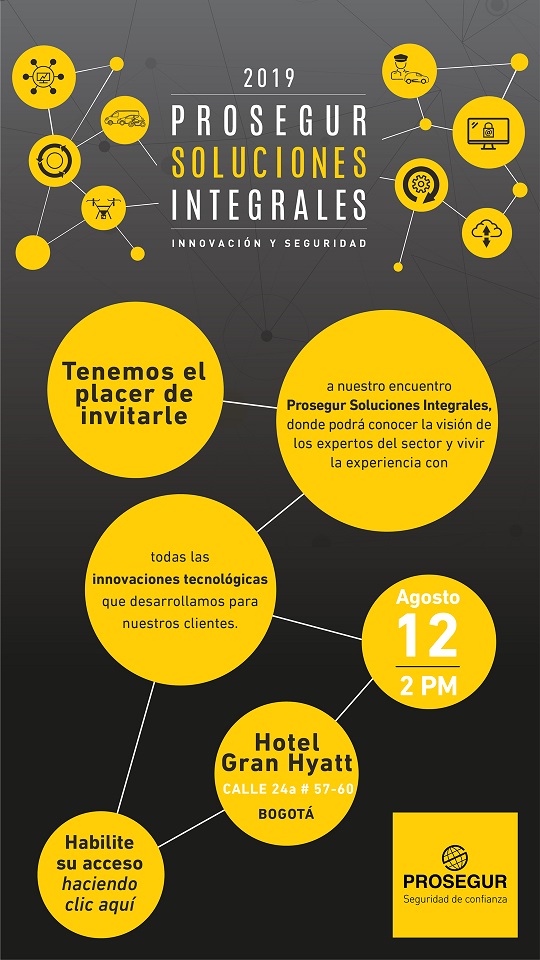 2019
PROSEGUR
SOLUCIONES
INTEGRALES
INNOVACIÓN Y SEGURIDAD
Tenemos el
placer de
invitarle
a nuestro encuentro
Prosegur Soluciones Integrales,
donde podrá conocer la visión de
los expertos del sector y vivir
la experiencia con
todas las
innovaciones tecnológicas
que desarrollamos para
nuestros clientes.
Agosto
12
2 PM
Hotel
Gran Hyatt
CALLE 24a # 57-60
BOGOTÁ
Habilite
su acceso
haciendo
clic aquí
PROSEGUR
Seguridad de confianza